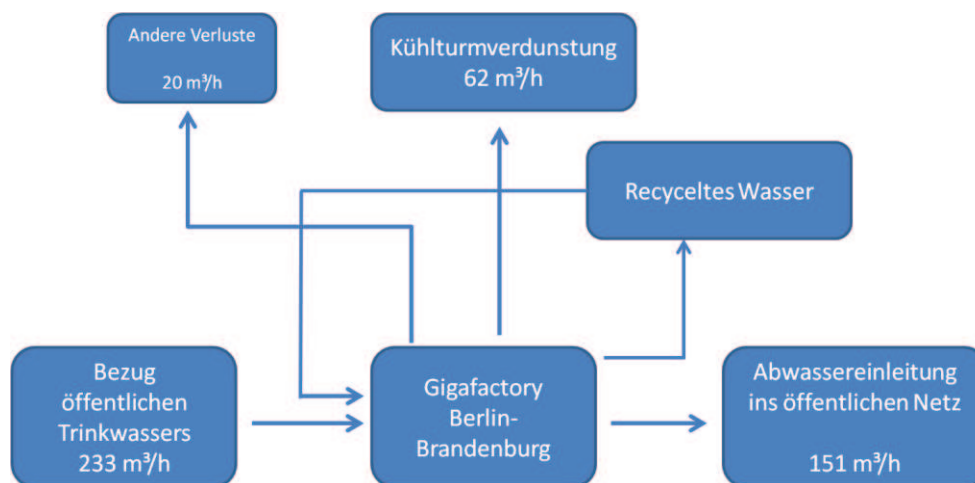 Andere Verluste
20 m³/h
Kühlturmverdunstung
62 m³/h
Recyceltes Wasser
Bezug
öffentlichen
Trinkwassers
233 m³/h
Gigafactory
Berlin-
Brandenburg
Abwassereinleitung
ins öffentlichen Netz
151 m³/h